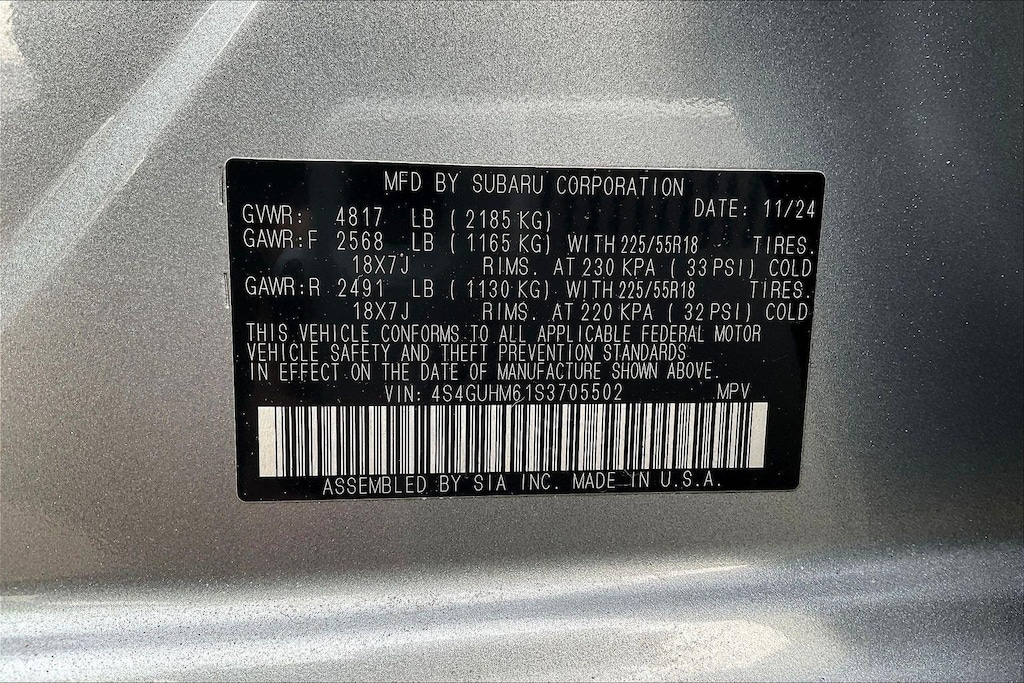 MFD BY SUBARU CORPORATION
DATE: 11/24
GVWR: 4817 LB ( 2185 KG)
GAWR:F 2568 LB ( 1165 KG) WITH 225/55R18 TIRES.
18X7J RIMS. AT 230 KPA ( 33 PSI) COLD
GAWR:R 2491 LB ( 1130 KG) WITH 225/55R18 TIRES.
18X7J RIMS. AT 220 KPA ( 32 PSI) COLD
THIS VEHICLE CONFORMS TO ALL APPLICABLE FEDERAL MOTOR
VEHICLE SAFETY AND THEFT PREVENTION STANDARDS
IN EFFECT ON THE DATE OF MANUFACTURE SHOWN ABOVE.
VIN: 4S4GUHM61S3705502 MPV
ASSEMBLED BY SIA INC. MADE IN U.S.A.